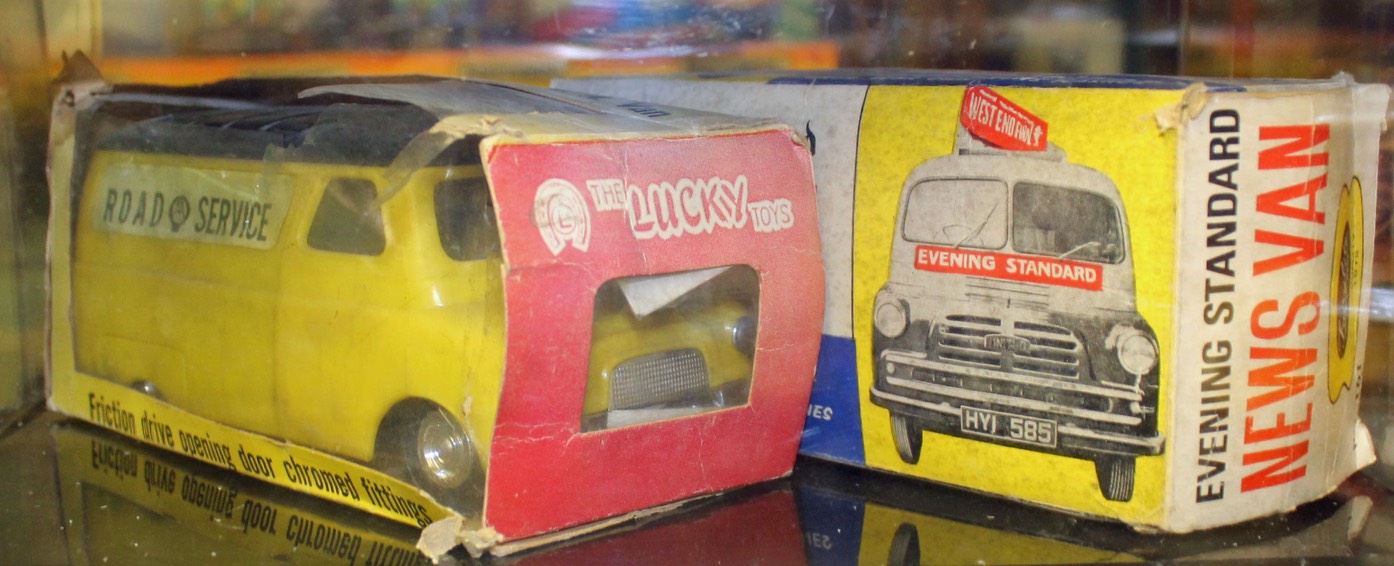 ROAD SERVICE
THE LUCKY TOYS
G
Friction drive opening door chromed fittings
WEST END FINAL
EVENING STANDARD
HYJ 585
EVENING STANDARD
NEWS VAN